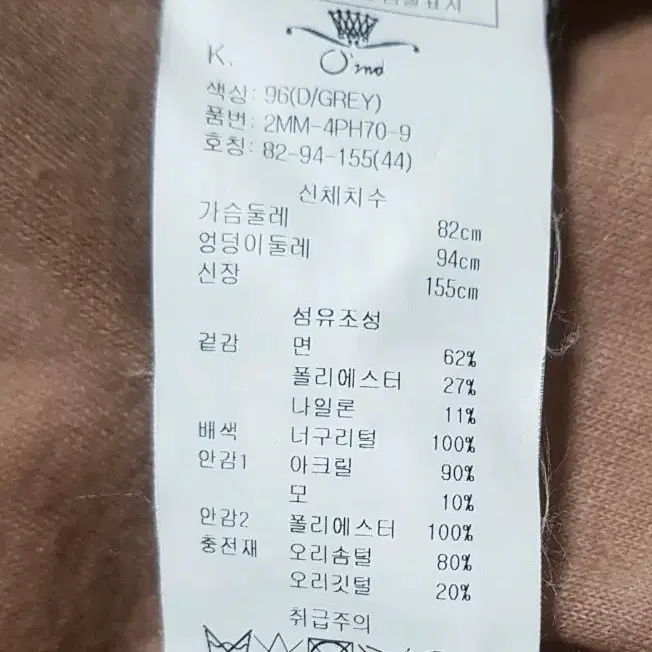 K.
O'2nd
색상: 96(D/GREY)
품번: 2MM-4PH70-9
호칭: 82-94-155(44)
신체치수
가슴둘레 82cm
엉덩이둘레 94cm
신장 155cm
섬유조성
겉감 면 62%
폴리에스터 27%
나일론 11%
배색 너구리털 100%
안감1 아크릴 90%
모 10%
안감2 폴리에스터 100%
충전재 오리솜털 80%
오리깃털 20%
취급주의